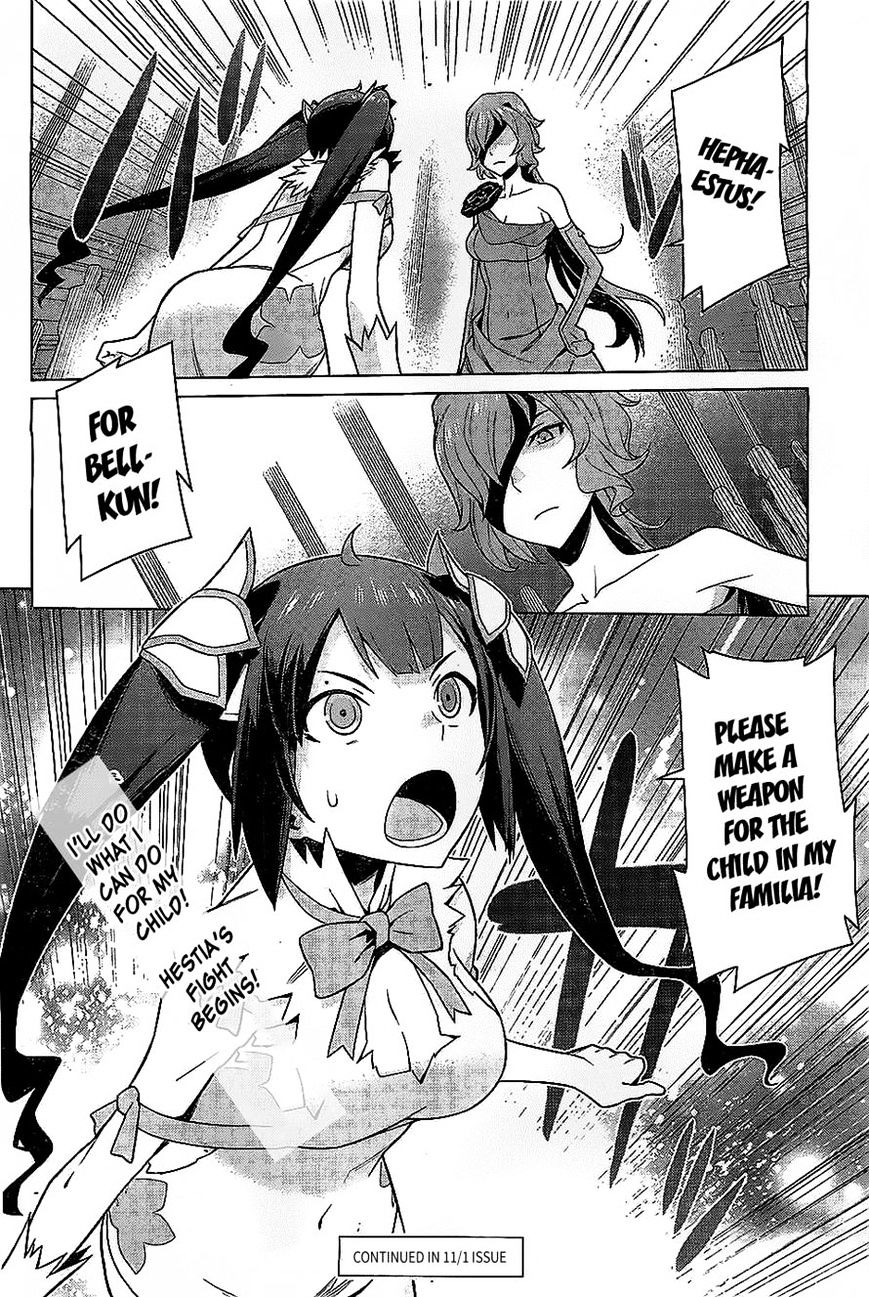 HEPHA-
ESTUS!
FOR
BELL-
KUN!
PLEASE
MAKE A
WEAPON
FOR THE
CHILD IN MY
FAMILIA!
I'LL DO
WHAT I
CAN DO
FOR MY
CHILD!
HESTIA'S
FIGHT -
BEGINS!
CONTINUED IN 11/1 ISSUE